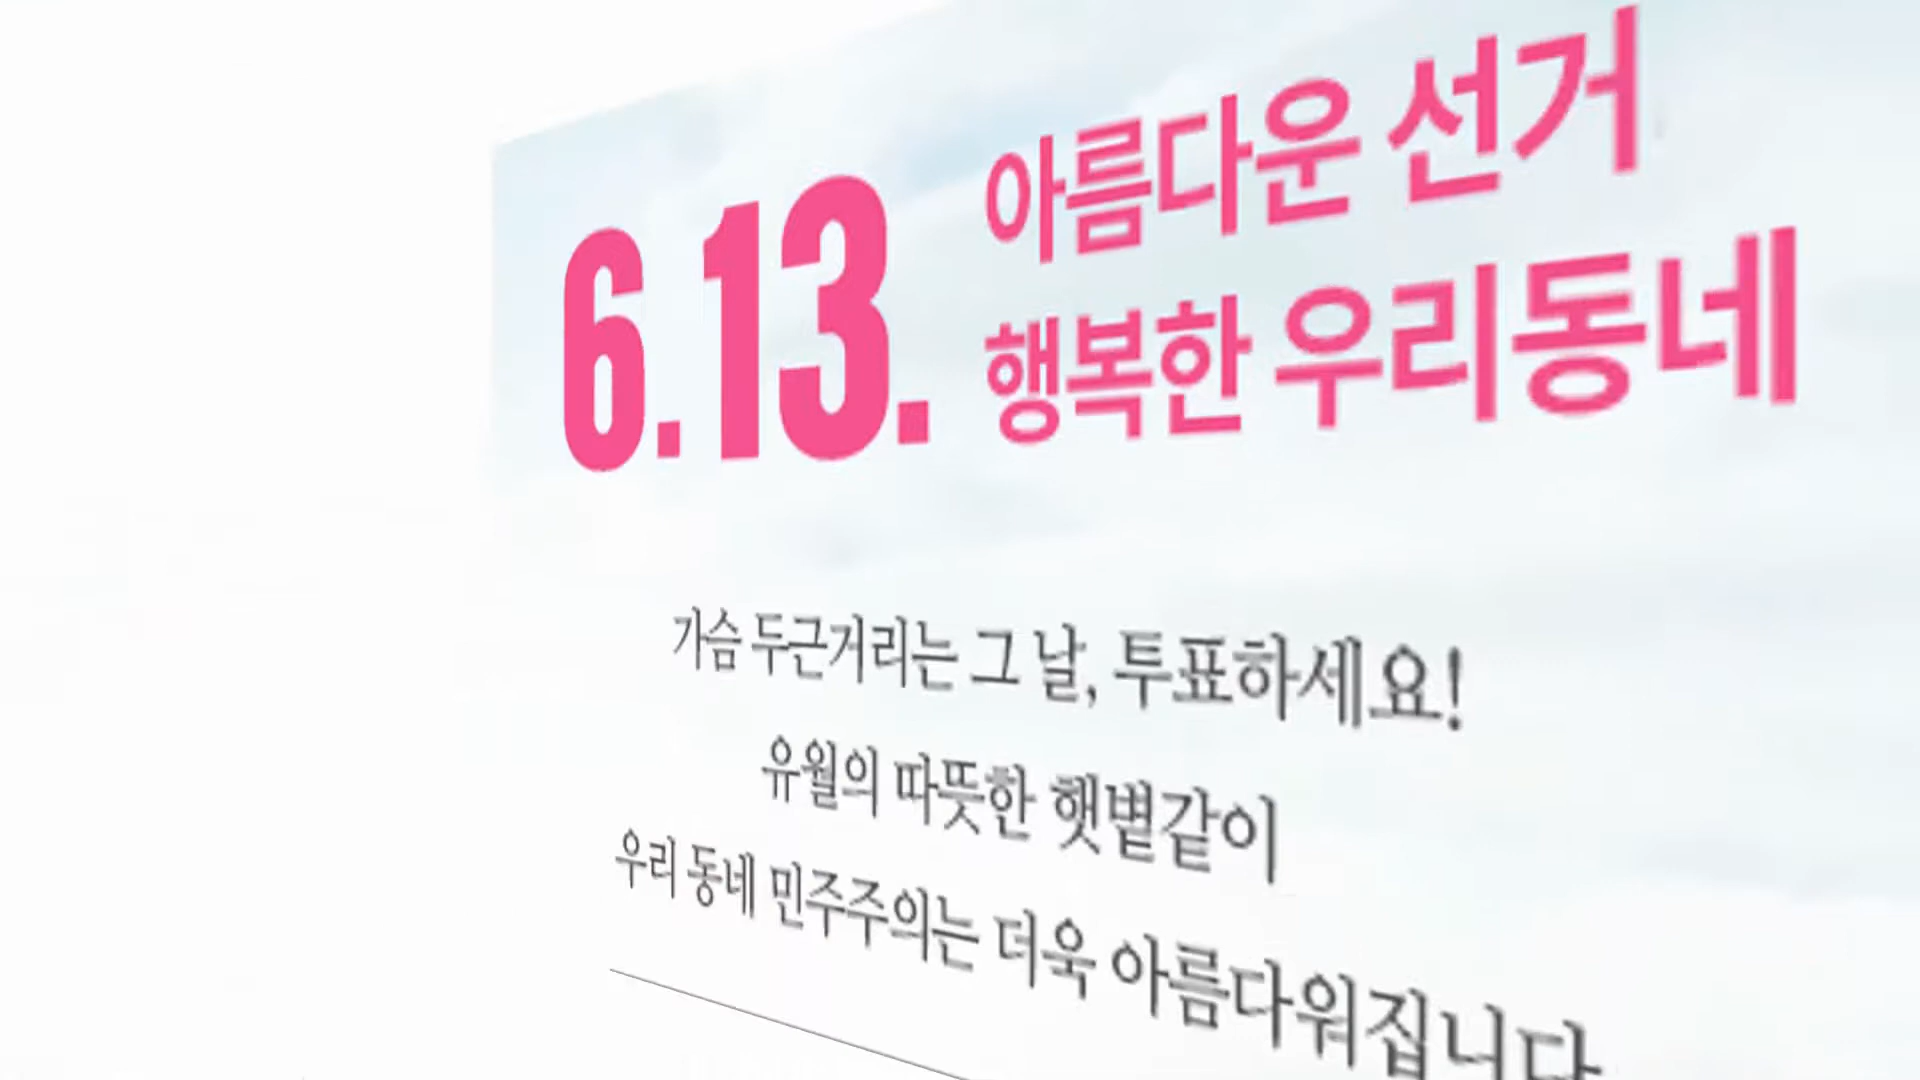 6.13. 아름다운 선거
행복한 우리동네
가슴 두근거리는 그 날, 투표하세요!
유월의 따뜻한 햇볕같이
우리 동네 민주주의는 더욱 아름다워집니다